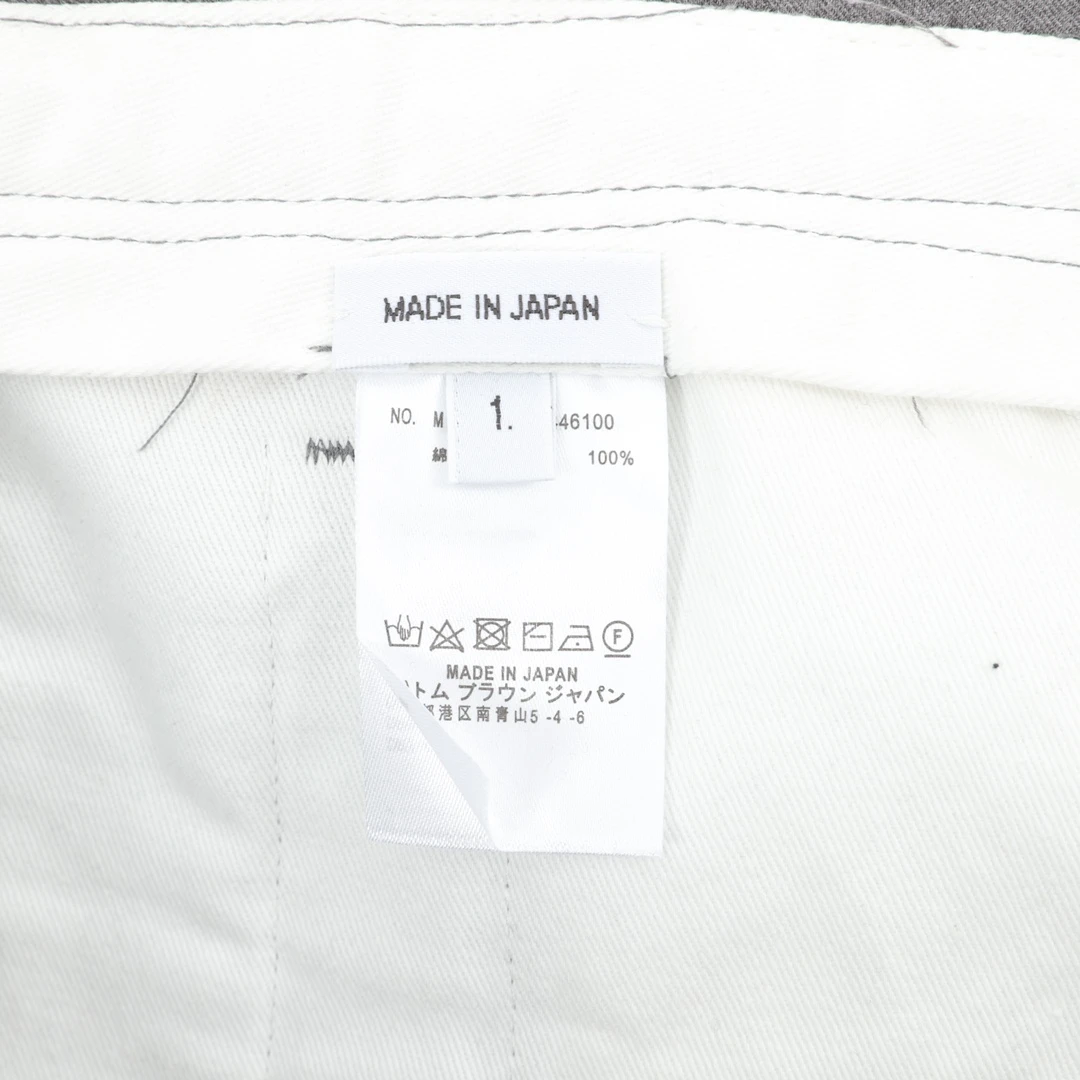 MADE IN JAPAN
1.
NO. M 46100
綿 100%
F
MADE IN JAPAN
トム ブラウン ジャパン
港区南青山5 -4 -6